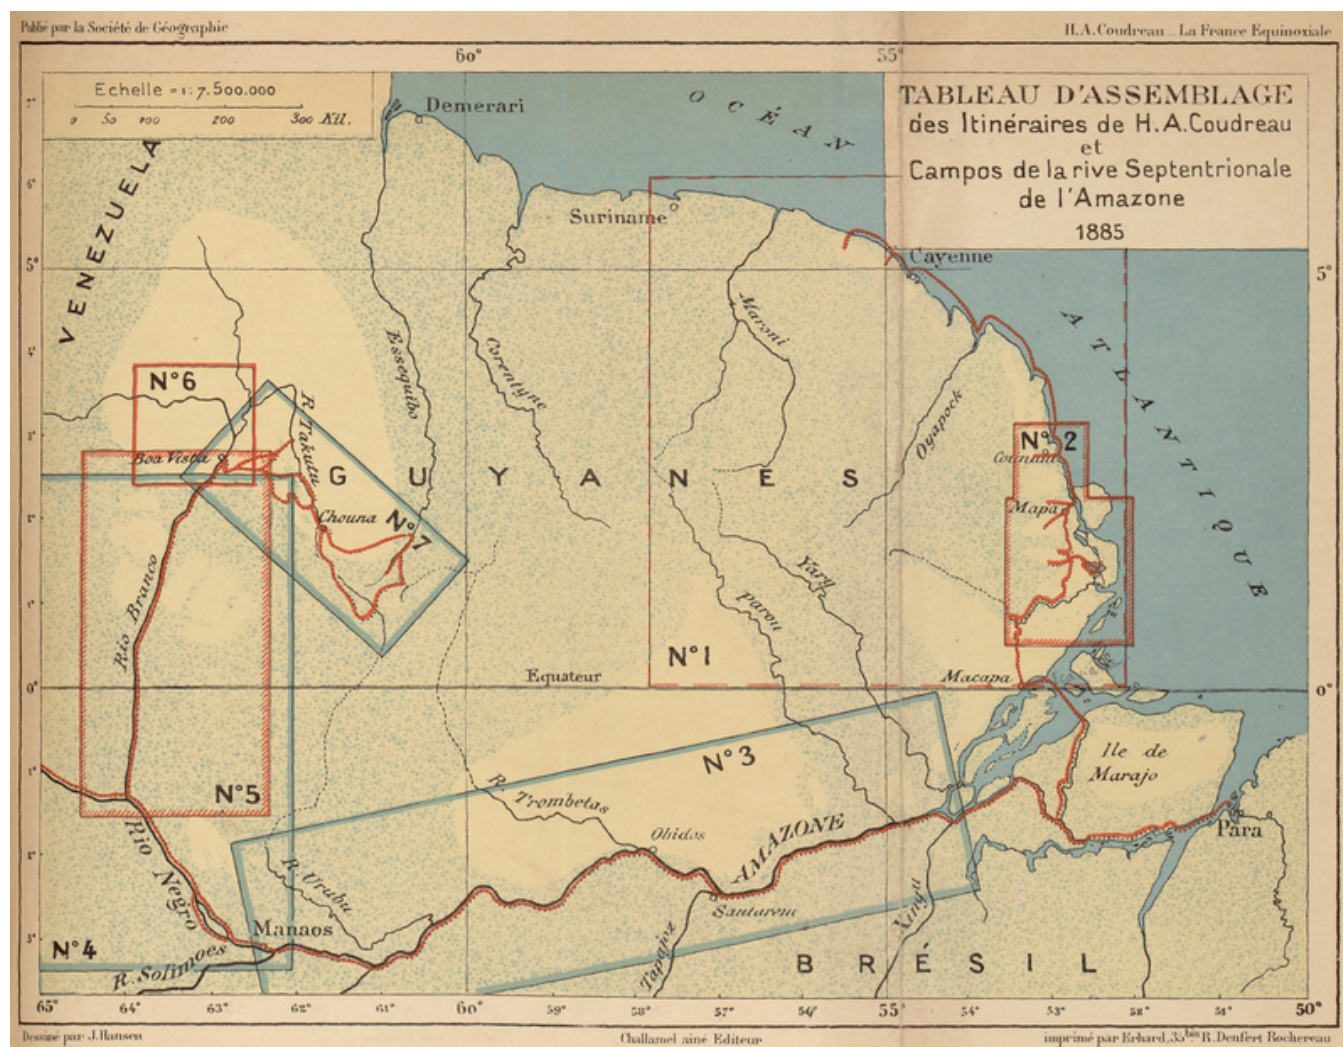 Publié par la Société de Géographie
H.A.Coudreau _ La France Equinoxiale
60°
55°
Echelle = 1:7.500.000
0 50 100 200 300 Kil.
TABLEAU D'ASSEMBLAGE
des Itinéraires de H.A.Coudreau
et
Campos de la rive Septentrionale
de l'Amazone
1885
OCÉAN
ATLANTIQUE
VENEZUELA
Demerari
Suriname
Cayenne
5°
5°
Essequibo
Corentyne
Maroni
Oyapock
N°6
R. Takutu
Boa Vista
N° 2
Counani
GUYANES
Chouna
N°7
Mapa
Yary
Parou
Rio Branco
N°1
Equateur
Macapa
0°
0°
N°3
Ile de
Marajo
N°5
R. Trombetas
Obidos
AMAZONE
Para
Rio Negro
R. Urubu
Santarem
Xingu
Manaos
Tapajoz
N°4
R. Solimoes
BRÉSIL
65° 64° 63° 62° 61° 60° 59° 58° 57° 56° 55° 54° 53° 52° 51° 50°
Dessiné par J.Hansen
Challamel ainé Editeur
imprimé par Erhard, 35bis R. Denfert Rochereau